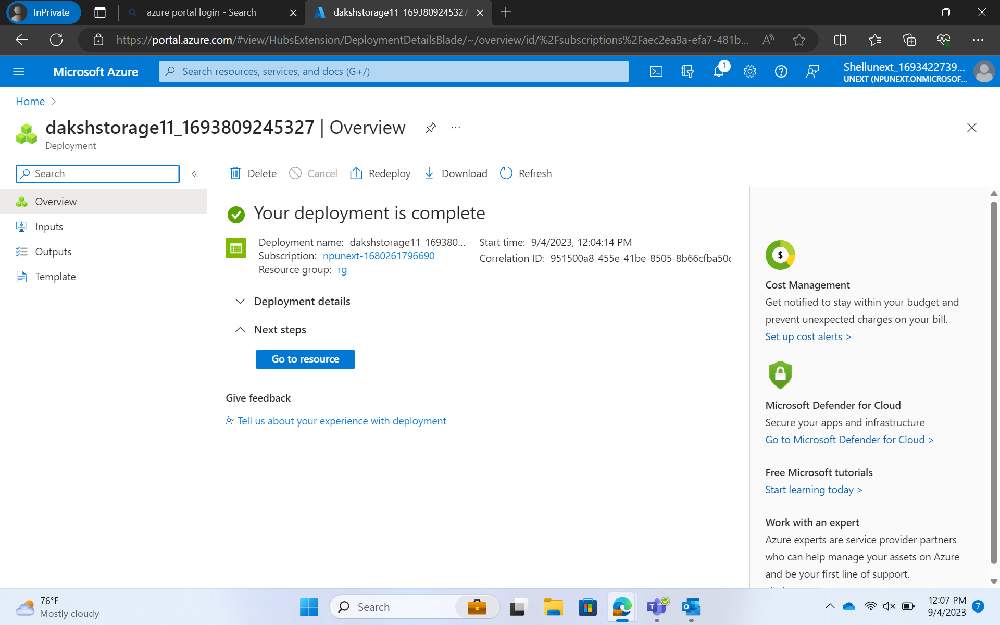 InPrivate
azure portal login - Search
dakshstorage11_1693809245327
https://portal.azure.com/#view/HubsExtension/DeploymentDetailsBlade/~/overview/id/%2Fsubscriptions%2Faec2ea9a-efa7-481b...
Microsoft Azure
Search resources, services, and docs (G+/)
1
Shellunext_1693422739...
UNEXT (NPUNEXT.ONMICROSOF...
Home
dakshstorage11_1693809245327 | Overview
Deployment
Search
Delete
Cancel
Redeploy
Download
Refresh
Overview
Inputs
Outputs
Template
Your deployment is complete
Deployment name: dakshstorage11_169380...
Subscription: npunext-1680261796690
Resource group: rg
Start time: 9/4/2023, 12:04:14 PM
Correlation ID: 951500a8-455e-41be-8505-8b66cfba50c
Deployment details
Next steps
Go to resource
Give feedback
Tell us about your experience with deployment
$
Cost Management
Get notified to stay within your budget and
prevent unexpected charges on your bill.
Set up cost alerts >
Microsoft Defender for Cloud
Secure your apps and infrastructure
Go to Microsoft Defender for Cloud >
Free Microsoft tutorials
Start learning today >
Work with an expert
Azure experts are service provider partners
who can help manage your assets on Azure
and be your first line of support.
76°F
Mostly cloudy
Search
12:07 PM
9/4/2023
7